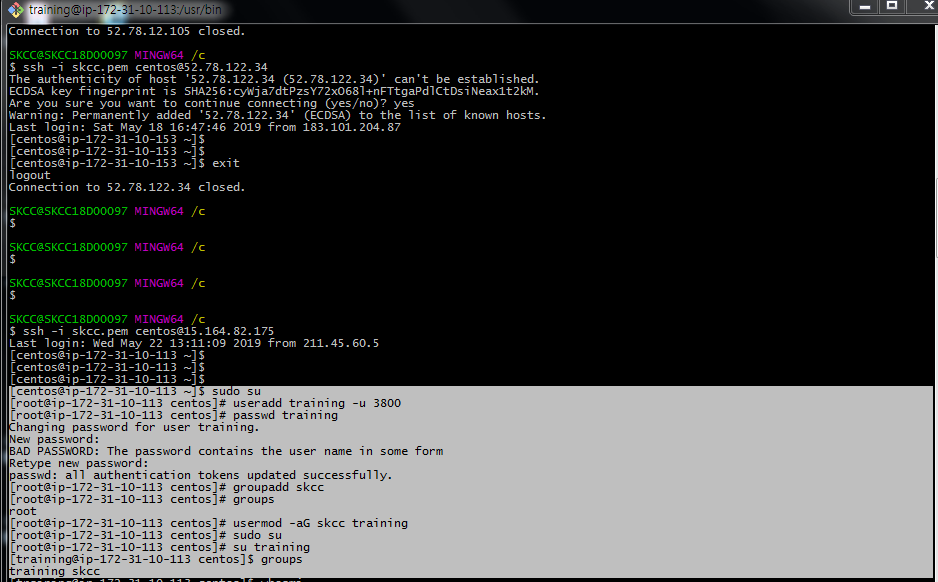 training@ip-172-31-10-113:/usr/bin
Connection to 52.78.12.105 closed.
SKCC@SKCC18D00097 MINGW64 /c
$ ssh -i skcc.pem centos@52.78.122.34
The authenticity of host '52.78.122.34 (52.78.122.34)' can't be established.
ECDSA key fingerprint is SHA256:cyWja7dtPzsY72xO68l+nFTtgaPdlCtDsiNeax1t2kM.
Are you sure you want to continue connecting (yes/no)? yes
Warning: Permanently added '52.78.122.34' (ECDSA) to the list of known hosts.
Last login: Sat May 18 16:47:46 2019 from 183.101.204.87
[centos@ip-172-31-10-153 ~]$
[centos@ip-172-31-10-153 ~]$
[centos@ip-172-31-10-153 ~]$ exit
logout
Connection to 52.78.122.34 closed.
SKCC@SKCC18D00097 MINGW64 /c
$
SKCC@SKCC18D00097 MINGW64 /c
$
SKCC@SKCC18D00097 MINGW64 /c
$
SKCC@SKCC18D00097 MINGW64 /c
$ ssh -i skcc.pem centos@15.164.82.175
Last login: Wed May 22 13:11:09 2019 from 211.45.60.5
[centos@ip-172-31-10-113 ~]$
[centos@ip-172-31-10-113 ~]$
[centos@ip-172-31-10-113 ~]$
[centos@ip-172-31-10-113 ~]$ sudo su
[root@ip-172-31-10-113 centos]# useradd training -u 3800
[root@ip-172-31-10-113 centos]# passwd training
Changing password for user training.
New password:
BAD PASSWORD: The password contains the user name in some form
Retype new password:
passwd: all authentication tokens updated successfully.
[root@ip-172-31-10-113 centos]# groupadd skcc
[root@ip-172-31-10-113 centos]# groups
root
[root@ip-172-31-10-113 centos]# usermod -aG skcc training
[root@ip-172-31-10-113 centos]# sudo su
[root@ip-172-31-10-113 centos]# su training
[training@ip-172-31-10-113 centos]$ groups
training skcc